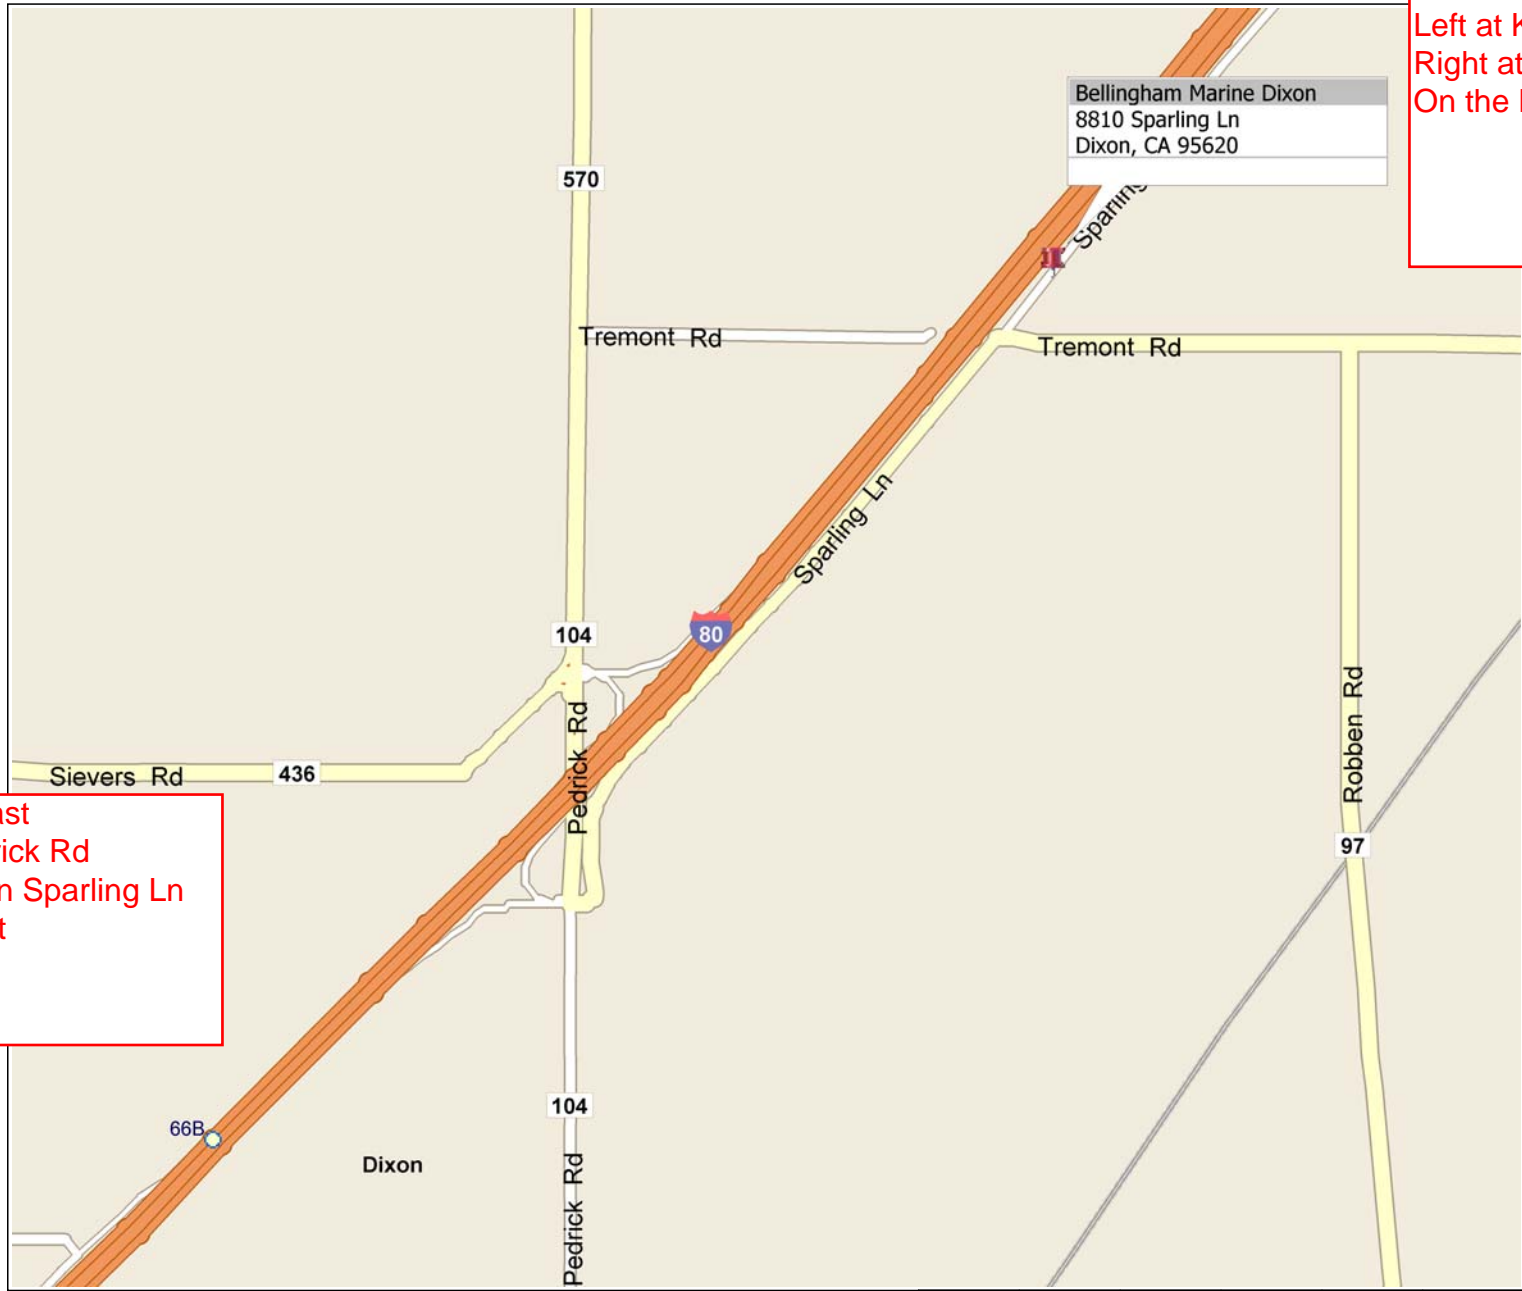 Left at
Right at
On the
Bellingham Marine Dixon
8810 Sparling Ln
Dixon, CA 95620
570
Sparling
Tremont Rd
Tremont Rd
Sparling Ln
104
80
Pedrick Rd
Robben Rd
Sievers Rd
436
Rd
Sparling Ln
97
104
66B
Dixon
Pedrick Rd